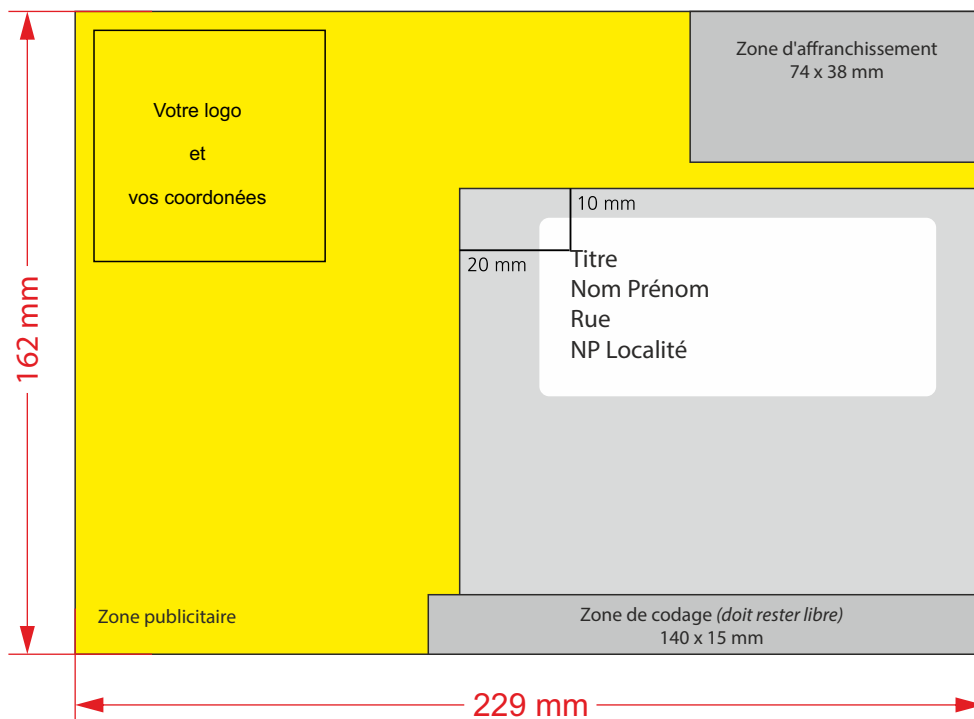 Zone d'affranchissement
74 x 38 mm
Votre logo
et
vos coordonées
10 mm
20 mm
Titre
Nom Prénom
Rue
NP Localité
162 mm
Zone publicitaire
Zone de codage (doit rester libre)
140 x 15 mm
229 mm